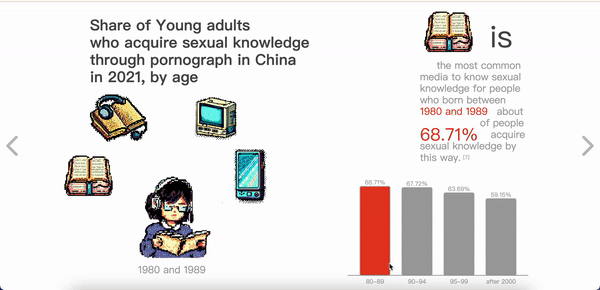 Share of Young adults
who acquire sexual knowledge
through pornograph in China
in 2021, by age
1980 and 1989
is
the most common
media to know sexual
knowledge for people
who born between
1980 and 1989 about
of people
68.71% acquire
sexual knowledge by
this way. [7]
68.71%
67.72%
63.69%
59.15%
80-89
90-94
95-99
after 2000